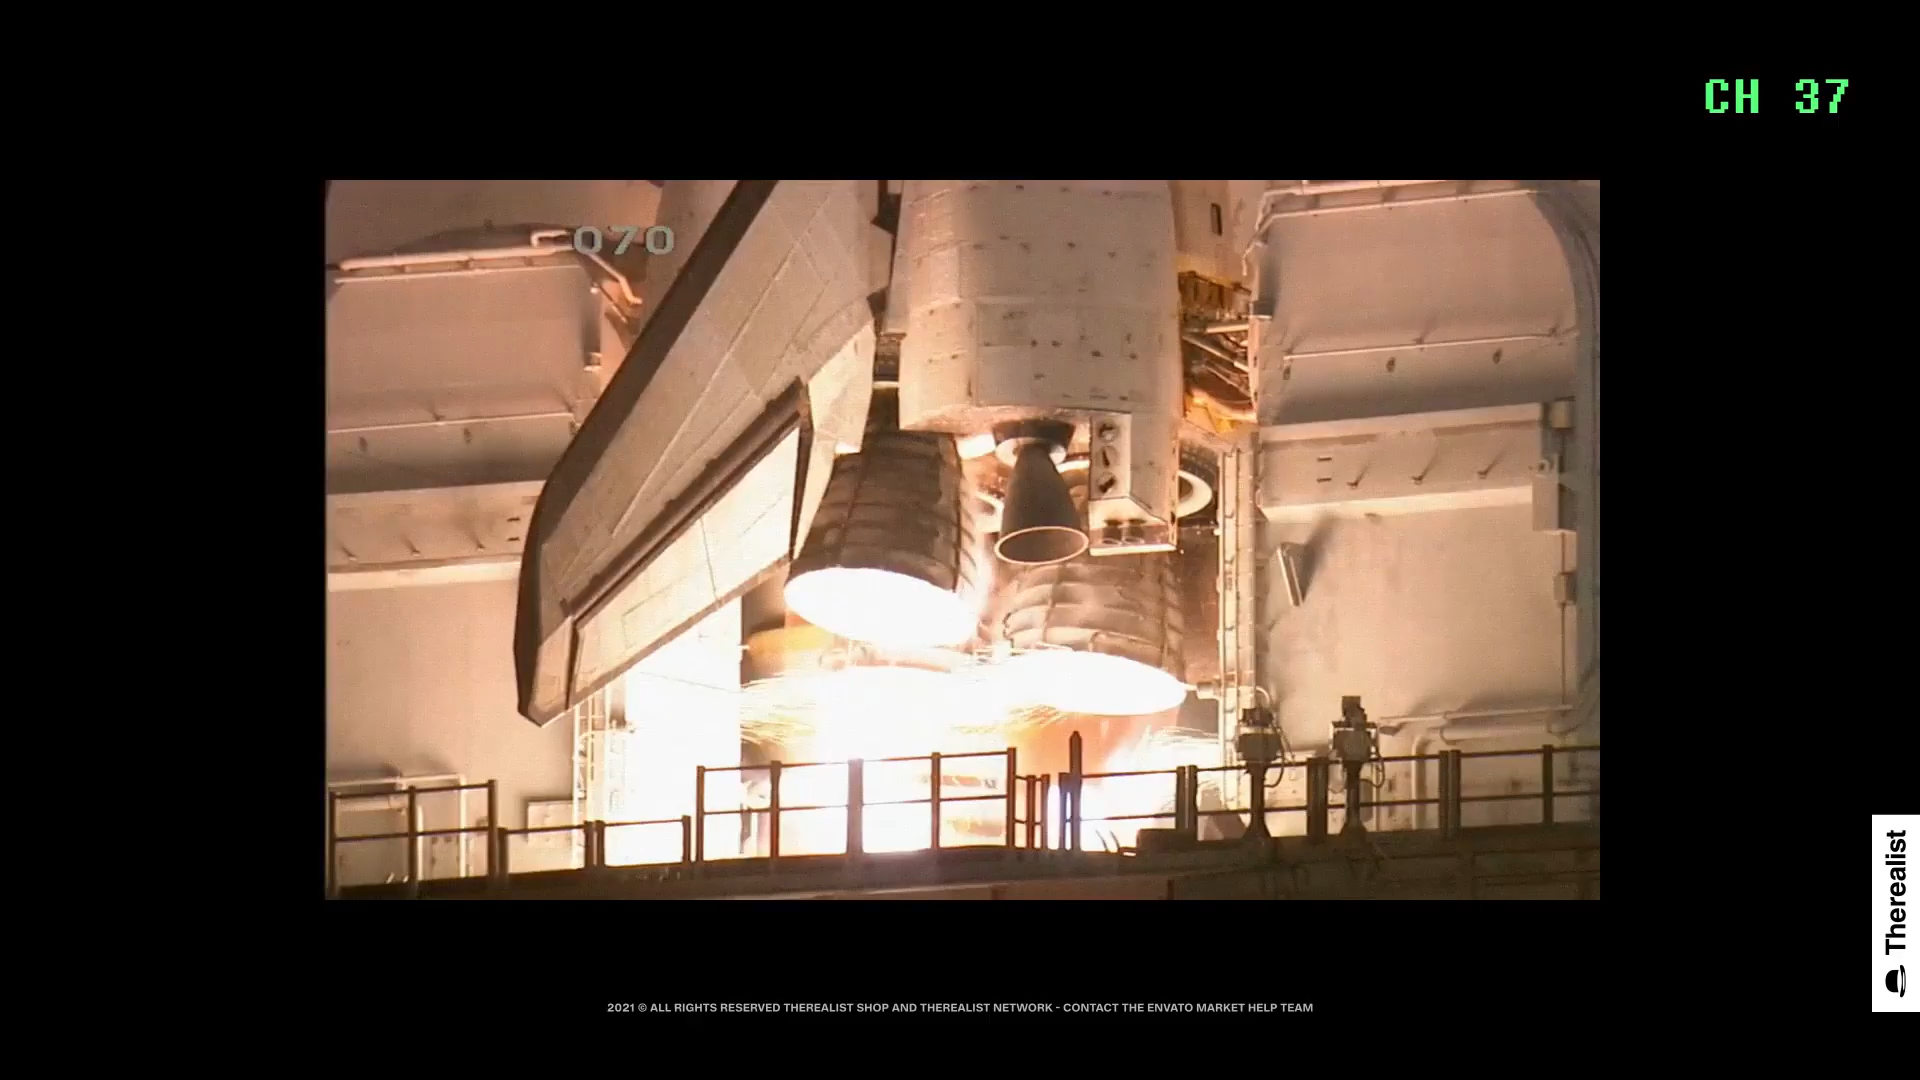 CH 37
070
Therealist
2021 © ALL RIGHTS RESERVED THEREALIST SHOP AND THEREALIST NETWORK - CONTACT THE ENVATO MARKET HELP TEAM